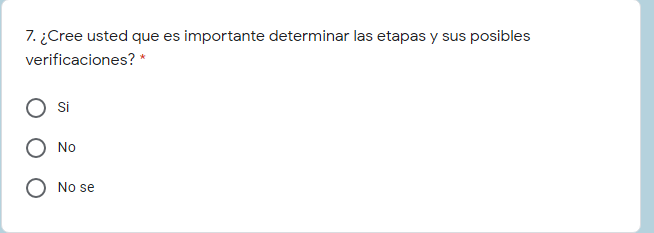 7. ¿Cree usted que es importante determinar las etapas y sus posibles
verificaciones? *
Si
No
No se